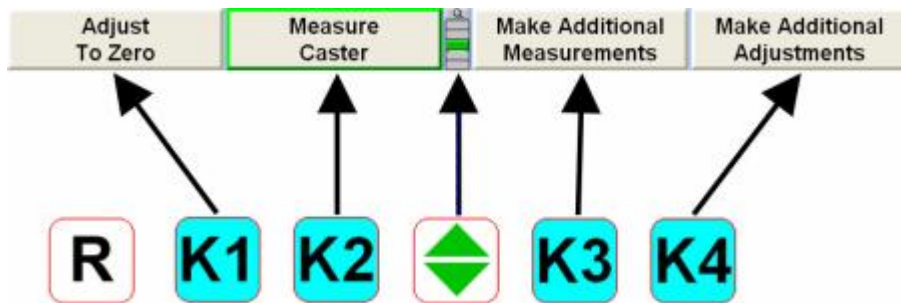 Adjust
To Zero
Measure
Caster
Make Additional
Measurements
Make Additional
Adjustments
R
K1
K2
K3
K4